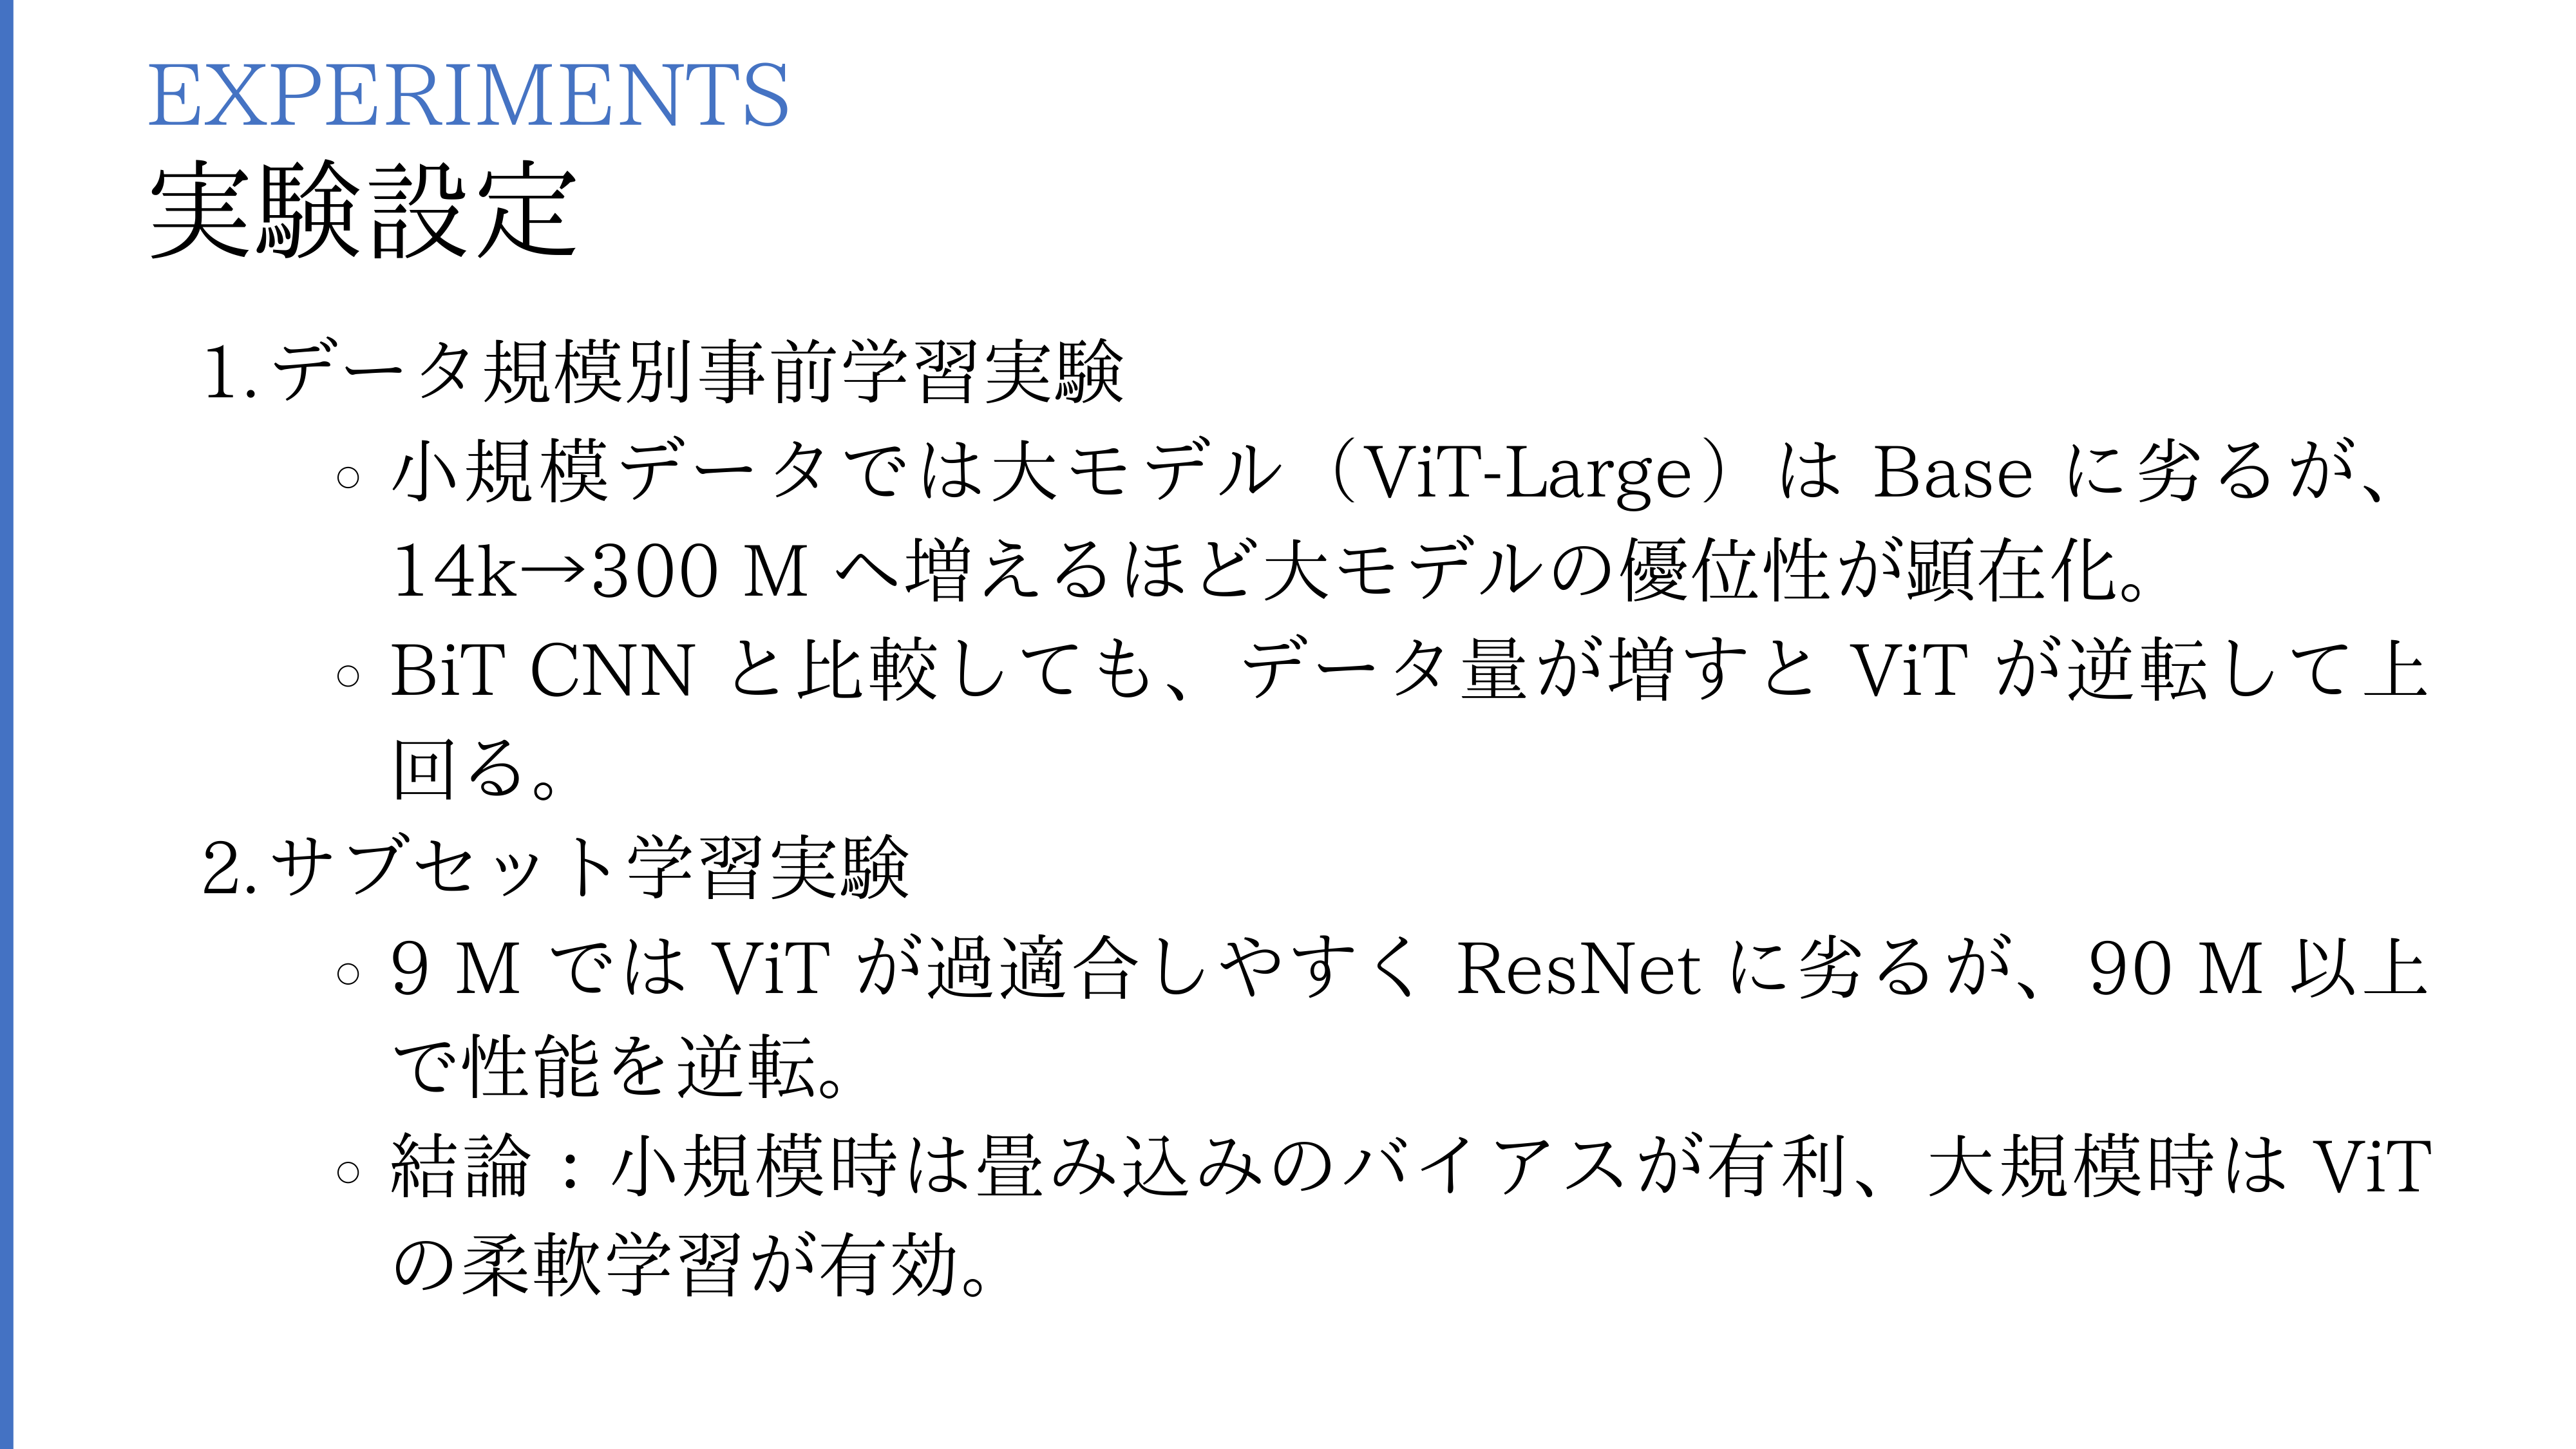 EXPERIMENTS
実験設定
1.データ規模別事前学習実験
○ 小規模データでは大モデル（ViT-Large）は Base に劣るが、
14k→300 M へ増えるほど大モデルの優位性が顕在化。
○ BiT CNN と比較しても、データ量が増すと ViT が逆転して上
回る。
2.サブセット学習実験
○ 9 M では ViT が過適合しやすく ResNet に劣るが、90 M 以上
で性能を逆転。
○ 結論：小規模時は畳み込みのバイアスが有利、大規模時は ViT
の柔軟学習が有効。